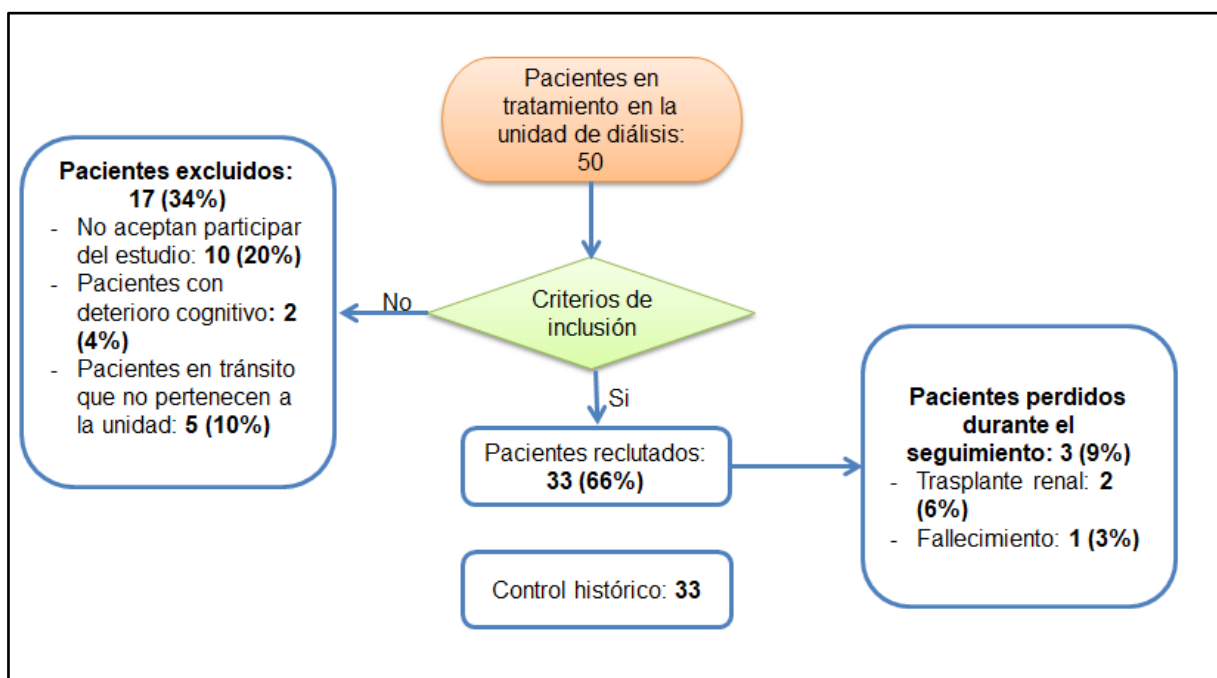 Pacientes en
tratamiento en la
unidad de diálisis:
50
Pacientes excluidos:
17 (34%)
- No aceptan participar
del estudio: 10 (20%)
- Pacientes con
deterioro cognitivo: 2
(4%)
- Pacientes en tránsito
que no pertenecen a
la unidad: 5 (10%)
No
Criterios de
inclusión
Si
Pacientes reclutados:
33 (66%)
Pacientes perdidos
durante el
seguimiento: 3 (9%)
- Trasplante renal: 2
(6%)
- Fallecimiento: 1 (3%)
Control histórico: 33